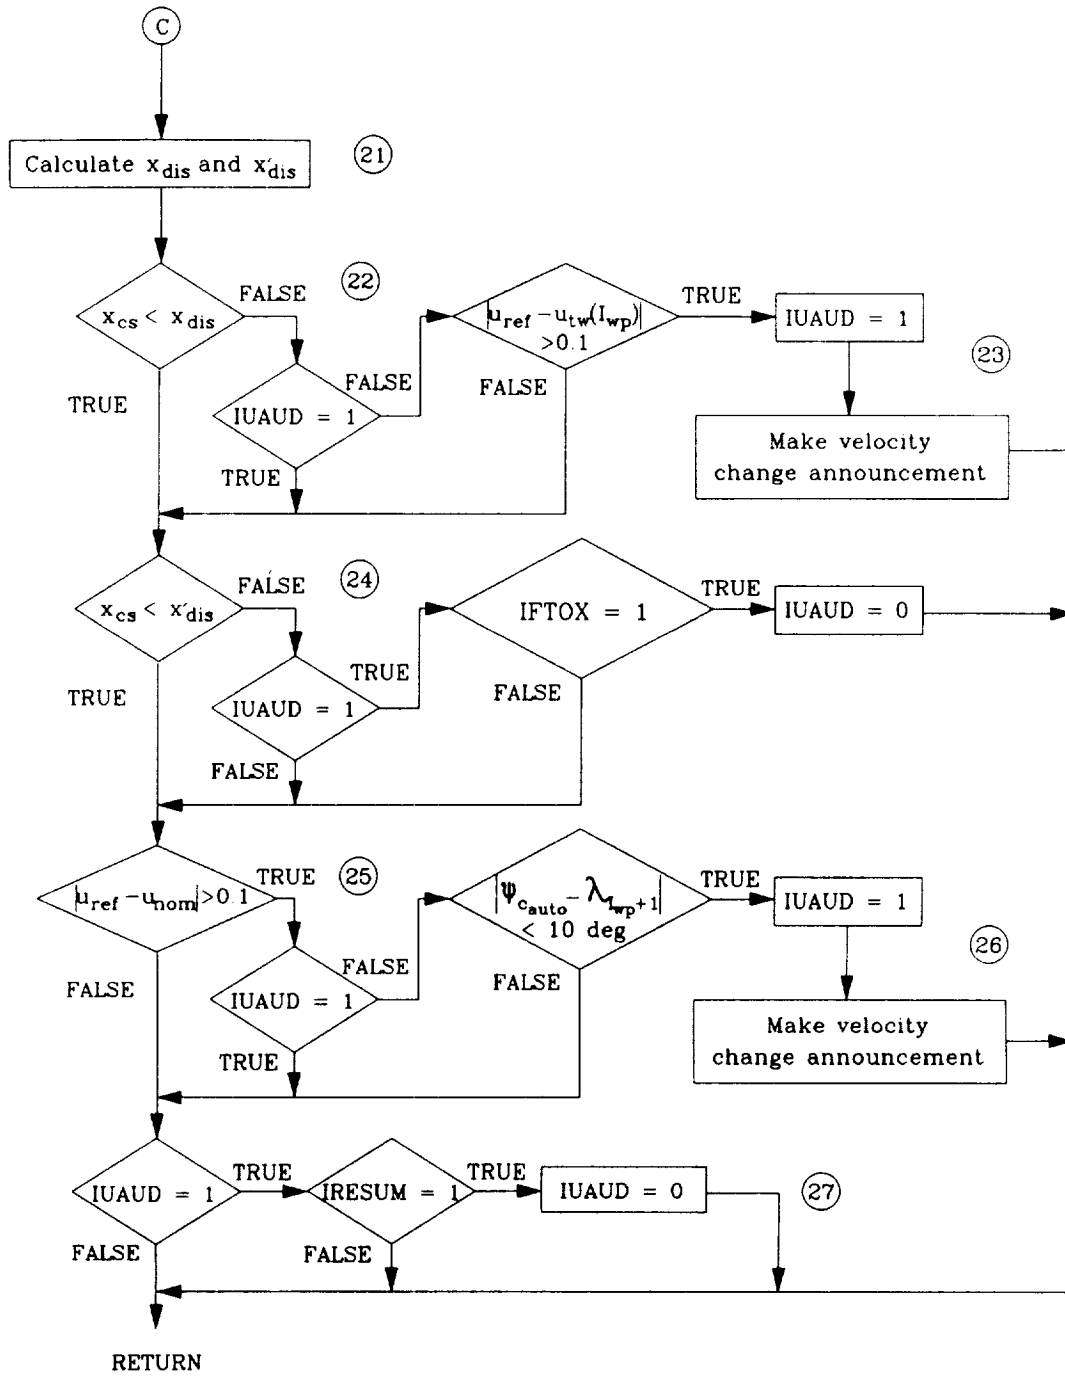 C
Calculate x_dis and x'_dis
21
22
x_cs < x_dis
FALSE
TRUE
IUAUD = 1
FALSE
TRUE
|u_ref - u_tw(I_wp)|
>0.1
TRUE
FALSE
IUAUD = 1
23
Make velocity
change announcement
24
x_cs < x'_dis
FALSE
TRUE
IUAUD = 1
TRUE
FALSE
IFTOX = 1
TRUE
FALSE
IUAUD = 0
25
|u_ref - u_nom| >0.1
TRUE
FALSE
IUAUD = 1
FALSE
TRUE
|ψ_c_auto - λ_I_wp+1|
< 10 deg
TRUE
FALSE
IUAUD = 1
26
Make velocity
change announcement
IUAUD = 1
TRUE
FALSE
IRESUM = 1
TRUE
FALSE
IUAUD = 0
27
RETURN